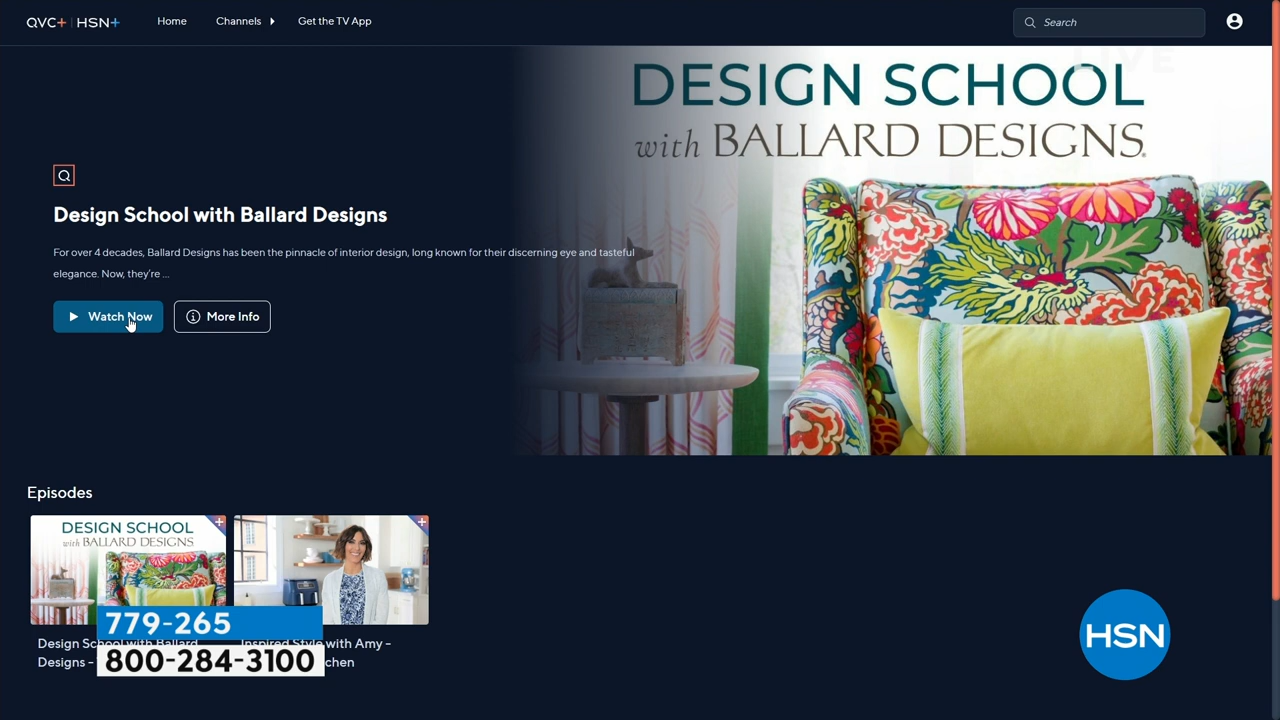 QVC+ | HSN+
Home
Channels
Get the TV App
Search
LIVE
DESIGN SCHOOL
with BALLARD DESIGNS®
Design School with Ballard Designs
For over 4 decades, Ballard Designs has been the pinnacle of interior design, long known for their discerning eye and tasteful
elegance. Now, they're ...
Watch Now
More Info
Episodes
DESIGN SCHOOL
with BALLARD DESIGNS
779-265
Design School with Ballard
Designs -
Inspired Style with Amy -
chen
800-284-3100
HSN